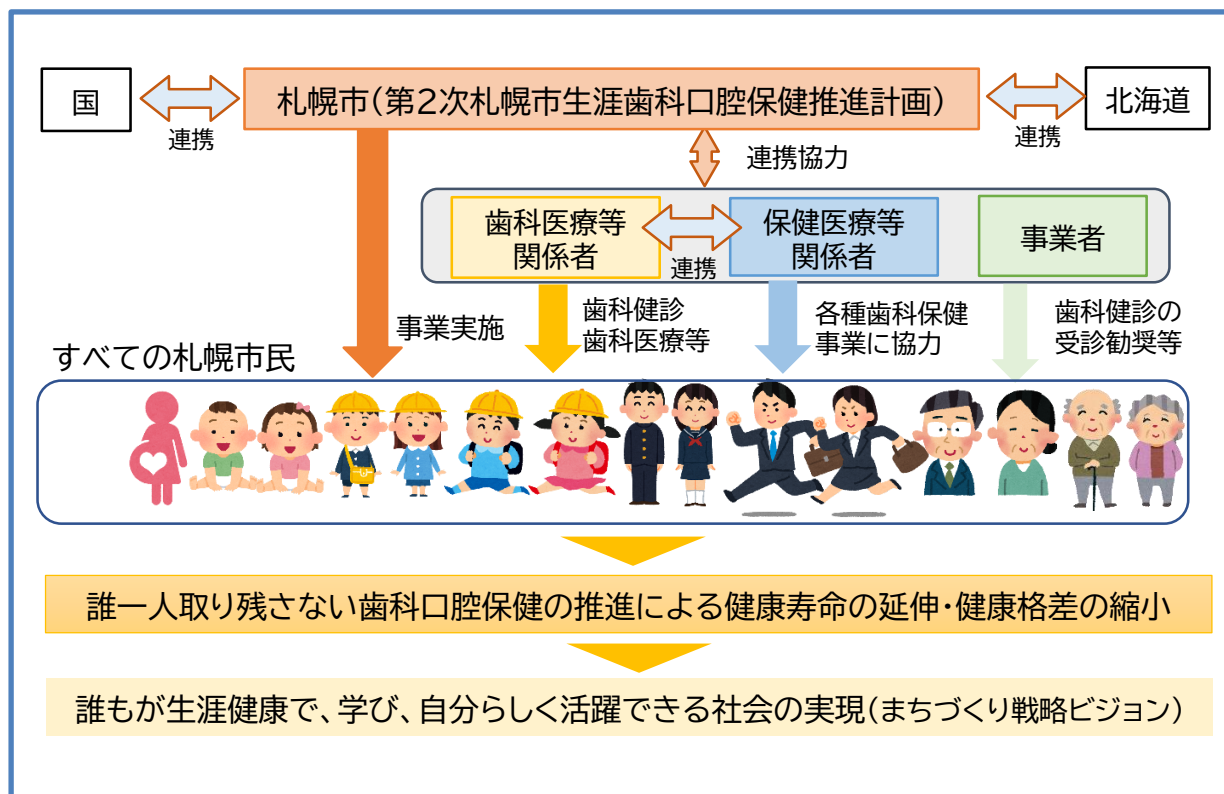 国
連携
札幌市(第2次札幌市生涯歯科口腔保健推進計画)
連携
北海道
連携協力
歯科医療等
関係者
連携
保健医療等
関係者
事業者
事業実施
歯科健診
歯科医療等
各種歯科保健
事業に協力
歯科健診の
受診勧奨等
すべての札幌市民
誰一人取り残さない歯科口腔保健の推進による健康寿命の延伸・健康格差の縮小
誰もが生涯健康で、学び、自分らしく活躍できる社会の実現(まちづくり戦略ビジョン)